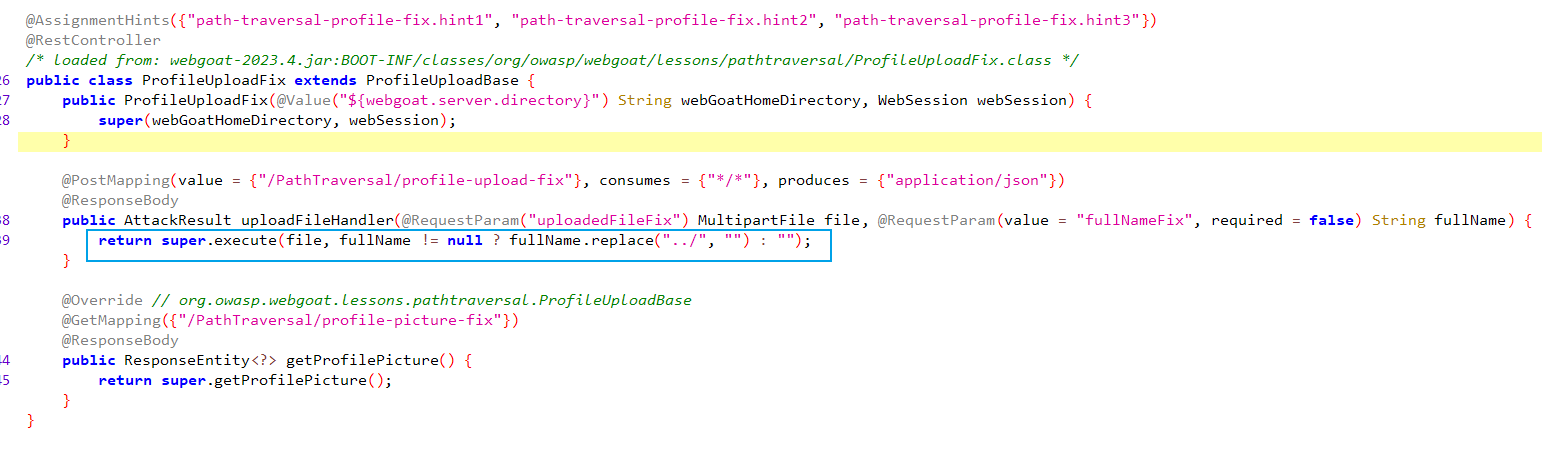 @AssignmentHints({"path-traversal-profile-fix.hint1", "path-traversal-profile-fix.hint2", "path-traversal-profile-fix.hint3"})
@RestController
/* loaded from: webgoat-2023.4.jar:BOOT-INF/classes/org/owasp/webgoat/lessons/pathtraversal/ProfileUploadFix.class */
26 public class ProfileUploadFix extends ProfileUploadBase {
27 public ProfileUploadFix(@Value("${webgoat.server.directory}") String webGoatHomeDirectory, WebSession webSession) {
28 super(webGoatHomeDirectory, webSession);
}
@PostMapping(value = {"/PathTraversal/profile-upload-fix"}, consumes = {"*/*"}, produces = {"application/json"})
@ResponseBody
38 public AttackResult uploadFileHandler(@RequestParam("uploadedFileFix") MultipartFile file, @RequestParam(value = "fullNameFix", required = false) String fullName) {
39 return super.execute(file, fullName != null ? fullName.replace("../", "") : "");
}
@Override // org.owasp.webgoat.lessons.pathtraversal.ProfileUploadBase
@GetMapping({"/PathTraversal/profile-picture-fix"})
@ResponseBody
44 public ResponseEntity<?> getProfilePicture() {
45 return super.getProfilePicture();
}
}